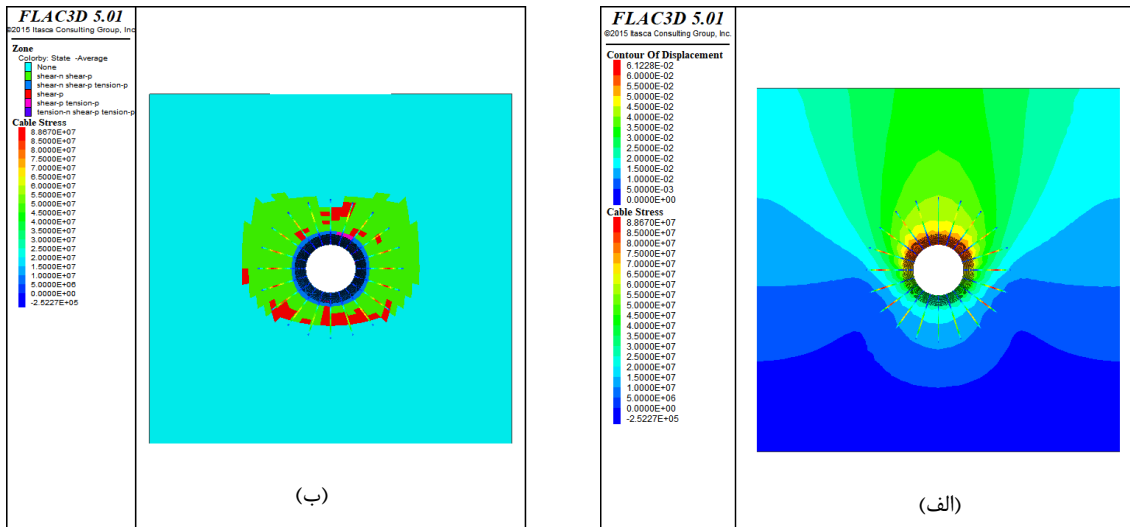 FLAC3D 5.01
©2015 Itasca Consulting Group, Inc
Zone
Colorby: State -Average
None
shear-n shear-p
shear-n shear-p tension-p
shear-p
shear-p tension-p
tension-n shear-p tension-p
Cable Stress
8.8670E+07
8.5000E+07
8.0000E+07
7.5000E+07
7.0000E+07
6.5000E+07
6.0000E+07
5.5000E+07
5.0000E+07
4.5000E+07
4.0000E+07
3.5000E+07
3.0000E+07
2.5000E+07
2.0000E+07
1.5000E+07
1.0000E+07
5.0000E+06
0.0000E+00
-2.5227E+05
(ب)
FLAC3D 5.01
©2015 Itasca Consulting Group, Inc.
Contour Of Displacement
6.1228E-02
6.0000E-02
5.5000E-02
5.0000E-02
4.5000E-02
4.0000E-02
3.5000E-02
3.0000E-02
2.5000E-02
2.0000E-02
1.5000E-02
1.0000E-02
5.0000E-03
0.0000E+00
Cable Stress
8.8670E+07
8.5000E+07
8.0000E+07
7.5000E+07
7.0000E+07
6.5000E+07
6.0000E+07
5.5000E+07
5.0000E+07
4.5000E+07
4.0000E+07
3.5000E+07
3.0000E+07
2.5000E+07
2.0000E+07
1.5000E+07
1.0000E+07
5.0000E+06
0.0000E+00
-2.5227E+05
(الف)